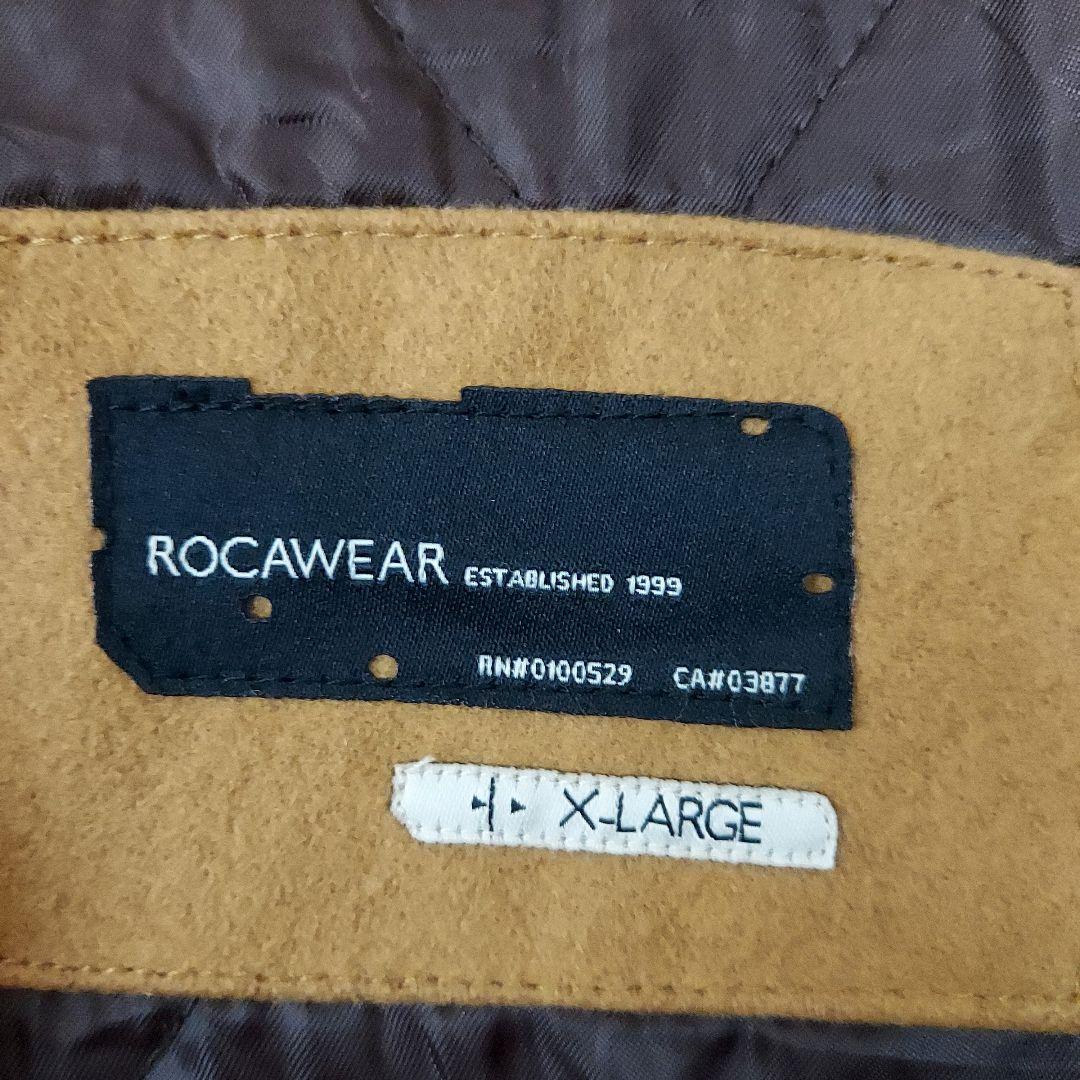 ROCAWEAR ESTABLISHED 1999
RN#0100529 CA#03877
X-LARGE